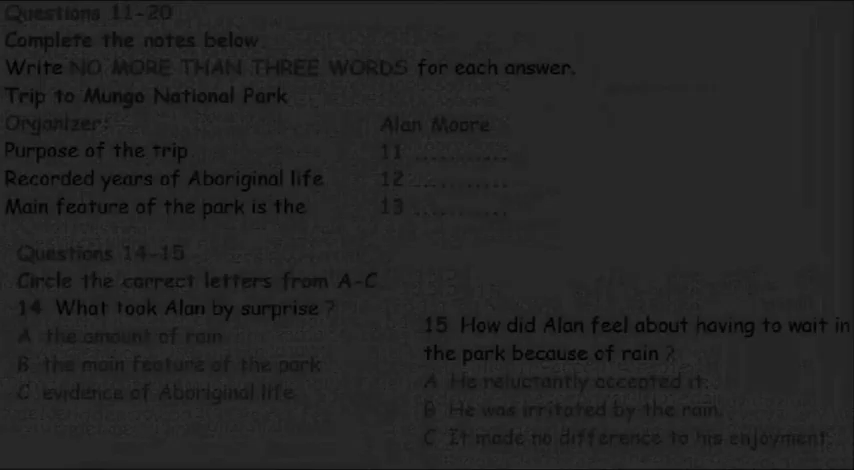 Questions 11-20
Complete the notes below
Write NO MORE THAN THREE WORDS for each answer.
Trip to Mungo National Park
Organizer: Alan Moore
Purpose of the trip 11 ...........
Recorded years of Aboriginal life 12 ...........
Main feature of the park is the 13 ...........
Questions 14-15
Circle the correct letters from A-C
14 What took Alan by surprise ?
A the amount of rain
B the main feature of the park
C evidence of Aboriginal life
15 How did Alan feel about having to wait in
the park because of rain ?
A He reluctantly accepted it.
B He was irritated by the rain.
C It made no difference to his enjoyment.